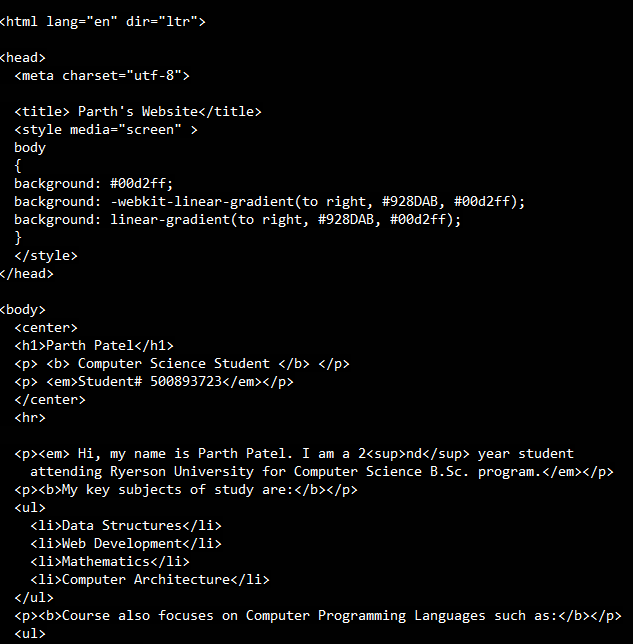 <html lang="en" dir="ltr">
<head>
<meta charset="utf-8">
<title> Parth's Website</title>
<style media="screen" >
body
{
background: #00d2ff;
background: -webkit-linear-gradient(to right, #928DAB, #00d2ff);
background: linear-gradient(to right, #928DAB, #00d2ff);
}
</style>
</head>
<body>
<center>
<h1>Parth Patel</h1>
<p> <b> Computer Science Student </b> </p>
<p> <em>Student# 500893723</em></p>
</center>
<hr>
<p><em> Hi, my name is Parth Patel. I am a 2<sup>nd</sup> year student
attending Ryerson University for Computer Science B.Sc. program.</em></p>
<p><b>My key subjects of study are:</b></p>
<ul>
<li>Data Structures</li>
<li>Web Development</li>
<li>Mathematics</li>
<li>Computer Architecture</li>
</ul>
<p><b>Course also focuses on Computer Programming Languages such as:</b></p>
<ul>